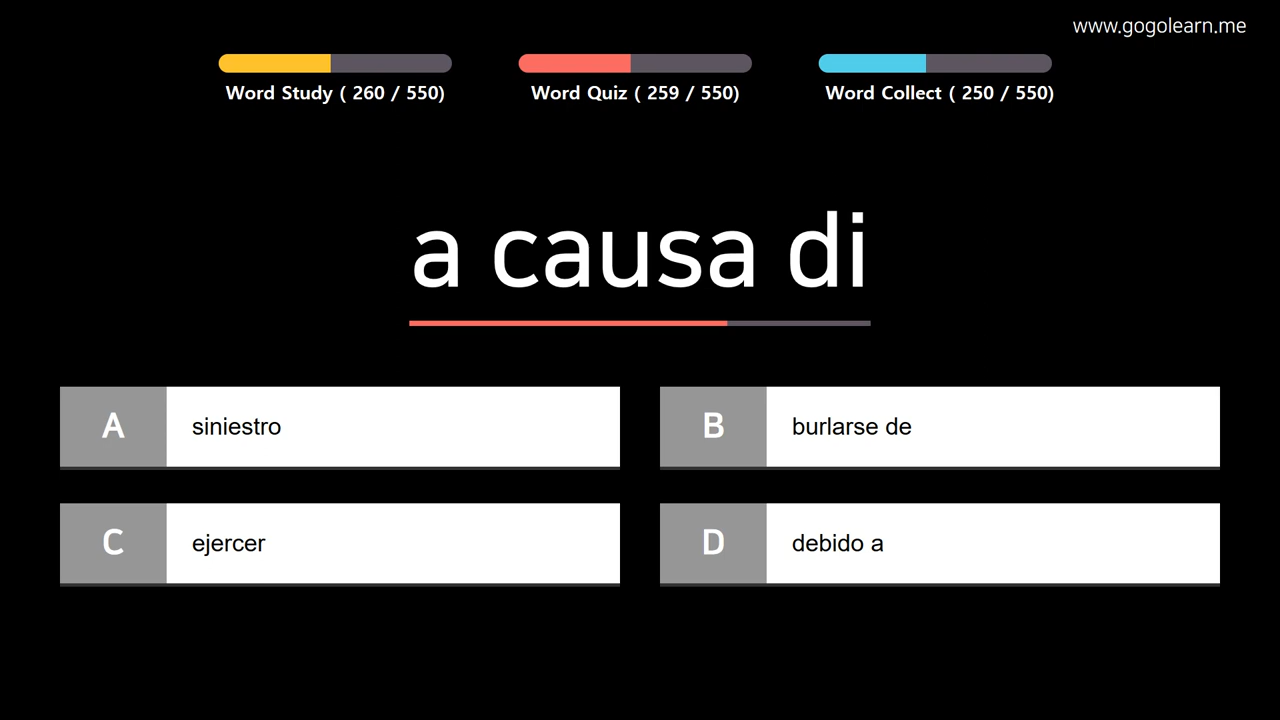 www.gogolearn.me
Word Study ( 260 / 550)
Word Quiz ( 259 / 550)
Word Collect ( 250 / 550)
a causa di
A siniestro
B burlarse de
C ejercer
D debido a